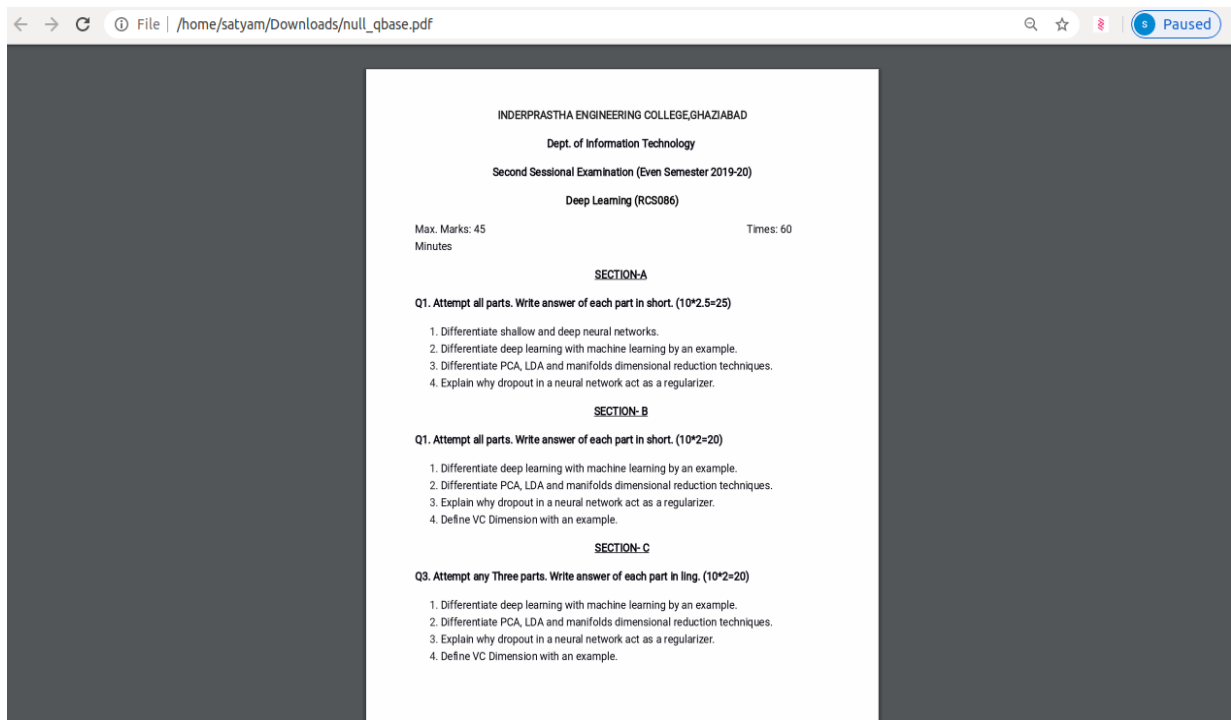 File | /home/satyam/Downloads/null_qbase.pdf
S Paused
INDERPRASTHA ENGINEERING COLLEGE,GHAZIABAD
Dept. of Information Technology
Second Sessional Examination (Even Semester 2019-20)
Deep Learning (RCS086)
Max. Marks: 45 Times: 60
Minutes
SECTION-A
Q1. Attempt all parts. Write answer of each part in short. (10*2.5=25)
1. Differentiate shallow and deep neural networks.
2. Differentiate deep learning with machine learning by an example.
3. Differentiate PCA, LDA and manifolds dimensional reduction techniques.
4. Explain why dropout in a neural network act as a regularizer.
SECTION- B
Q1. Attempt all parts. Write answer of each part in short. (10*2=20)
1. Differentiate deep learning with machine learning by an example.
2. Differentiate PCA, LDA and manifolds dimensional reduction techniques.
3. Explain why dropout in a neural network act as a regularizer.
4. Define VC Dimension with an example.
SECTION- C
Q3. Attempt any Three parts. Write answer of each part in ling. (10*2=20)
1. Differentiate deep learning with machine learning by an example.
2. Differentiate PCA, LDA and manifolds dimensional reduction techniques.
3. Explain why dropout in a neural network act as a regularizer.
4. Define VC Dimension with an example.